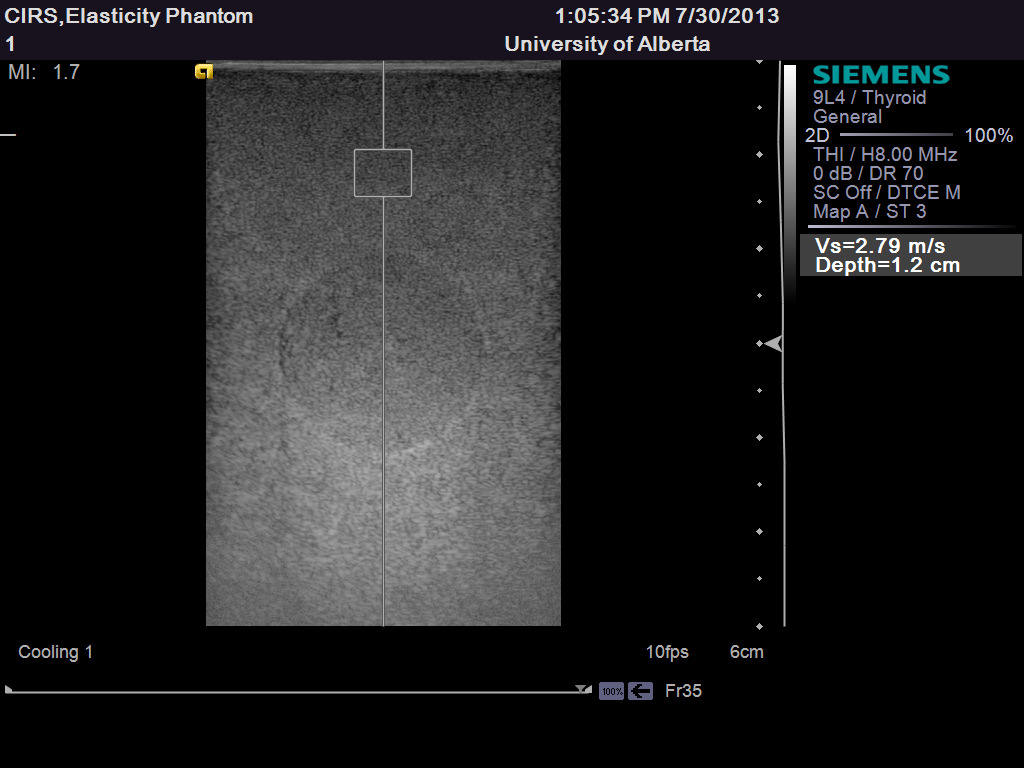 CIRS,Elasticity Phantom 1:05:34 PM 7/30/2013
1 University of Alberta
MI: 1.7
SIEMENS
9L4 / Thyroid
General
2D 100%
THI / H8.00 MHz
0 dB / DR 70
SC Off / DTCE M
Map A / ST 3
Vs=2.79 m/s
Depth=1.2 cm
Cooling 1 10fps 6cm
100% Fr35